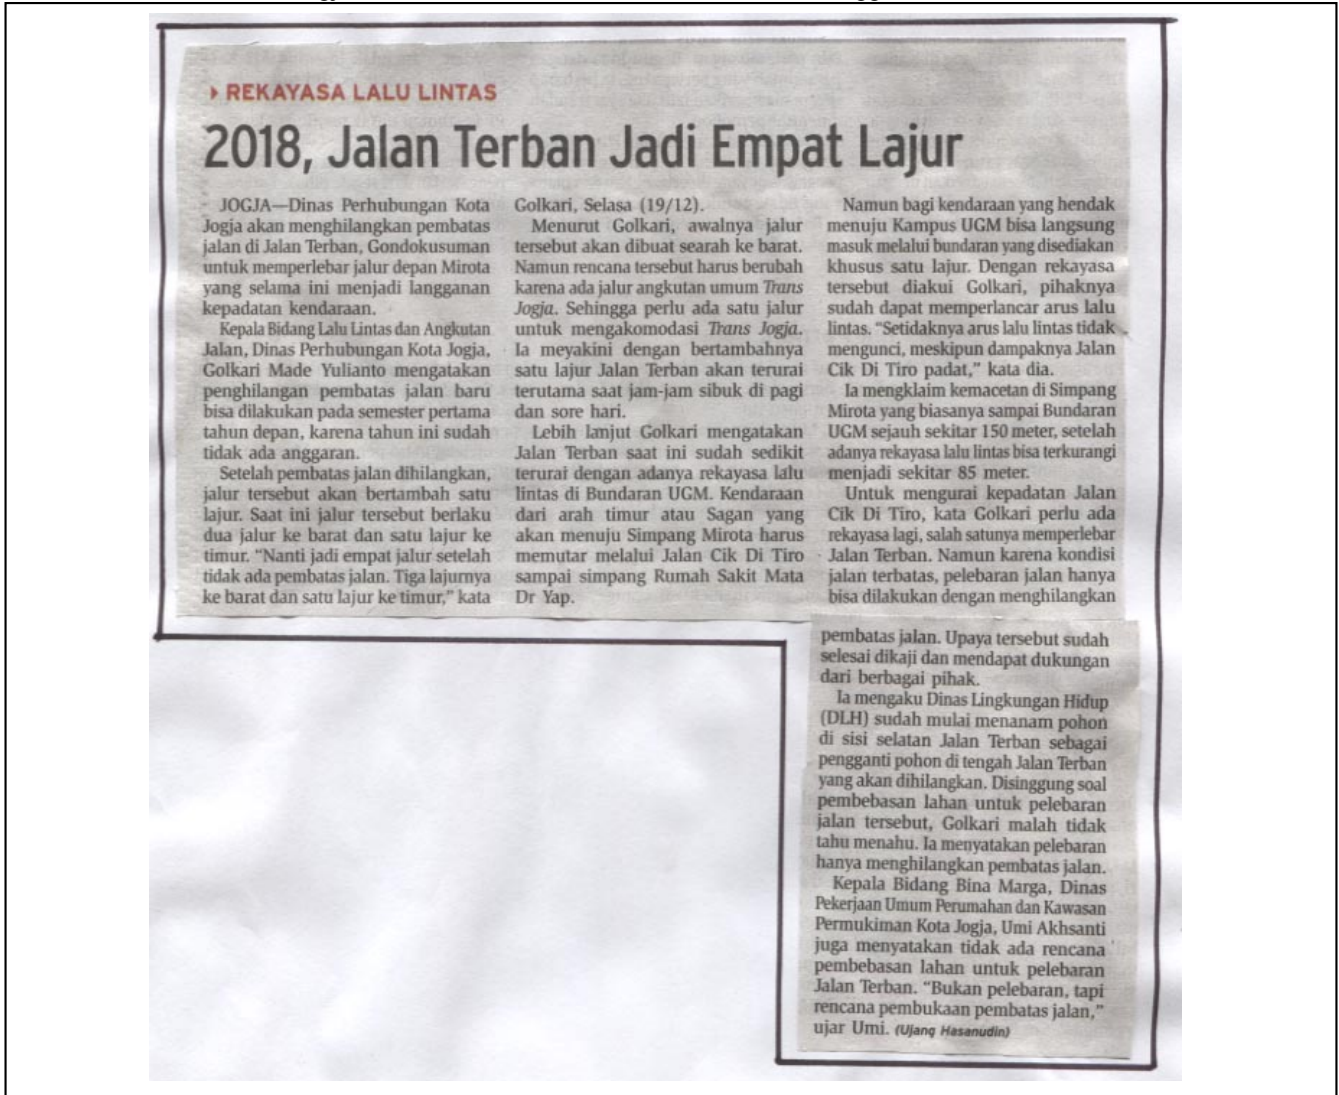 REKAYASA LALU LINTAS
2018, Jalan Terban Jadi Empat Lajur
JOGJA—Dinas Perhubungan Kota
Jogja akan menghilangkan pembatas
jalan di Jalan Terban, Gondokusuman
untuk memperlebar jalur depan Mirota
yang selama ini menjadi langganan
kepadatan kendaraan.
Kepala Bidang Lalu Lintas dan Angkutan
Jalan, Dinas Perhubungan Kota Jogja,
Golkari Made Yulianto mengatakan
penghilangan pembatas jalan baru
bisa dilakukan pada semester pertama
tahun depan, karena tahun ini sudah
tidak ada anggaran.
Setelah pembatas jalan dihilangkan,
jalur tersebut akan bertambah satu
lajur. Saat ini jalur tersebut berlaku
dua jalur ke barat dan satu lajur ke
timur. “Nanti jadi empat jalur setelah
tidak ada pembatas jalan. Tiga lajurnya
ke barat dan satu lajur ke timur,” kata
Golkari, Selasa (19/12).
Menurut Golkari, awalnya jalur
tersebut akan dibuat searah ke barat.
Namun rencana tersebut harus berubah
karena ada jalur angkutan umum Trans
Jogja. Sehingga perlu ada satu jalur
untuk mengakomodasi Trans Jogja.
Ia meyakini dengan bertambahnya
satu lajur Jalan Terban akan terurai
terutama saat jam-jam sibuk di pagi
dan sore hari.
Lebih lanjut Golkari mengatakan
Jalan Terban saat ini sudah sedikit
terurai dengan adanya rekayasa lalu
lintas di Bundaran UGM. Kendaraan
dari arah timur atau Sagan yang
akan menuju Simpang Mirota harus
memutar melalui Jalan Cik Di Tiro
sampai simpang Rumah Sakit Mata
Dr Yap.
Namun bagi kendaraan yang hendak
menuju Kampus UGM bisa langsung
masuk melalui bundaran yang disediakan
khusus satu lajur. Dengan rekayasa
tersebut diakui Golkari, pihaknya
sudah dapat memperlancar arus lalu
lintas. “Setidaknya arus lalu lintas tidak
mengunci, meskipun dampaknya Jalan
Cik Di Tiro padat,” kata dia.
Ia mengklaim kemacetan di Simpang
Mirota yang biasanya sampai Bundaran
UGM sejauh sekitar 150 meter, setelah
adanya rekayasa lalu lintas bisa terkurangi
menjadi sekitar 85 meter.
Untuk mengurai kepadatan Jalan
Cik Di Tiro, kata Golkari perlu ada
rekayasa lagi, salah satunya memperlebar
Jalan Terban. Namun karena kondisi
jalan terbatas, pelebaran jalan hanya
bisa dilakukan dengan menghilangkan
pembatas jalan. Upaya tersebut sudah
selesai dikaji dan mendapat dukungan
dari berbagai pihak.
Ia mengaku Dinas Lingkungan Hidup
(DLH) sudah mulai menanam pohon
di sisi selatan Jalan Terban sebagai
pengganti pohon di tengah Jalan Terban
yang akan dihilangkan. Disinggung soal
pembebasan lahan untuk pelebaran
jalan tersebut, Golkari malah tidak
tahu menahu. Ia menyatakan pelebaran
hanya menghilangkan pembatas jalan.
Kepala Bidang Bina Marga, Dinas
Pekerjaan Umum Perumahan dan Kawasan
Permukiman Kota Jogja, Umi Akhsanti
juga menyatakan tidak ada rencana
pembebasan lahan untuk pelebaran
Jalan Terban. “Bukan pelebaran, tapi
rencana pembukaan pembatas jalan,”
ujar Umi. (Ujang Hasanudin)